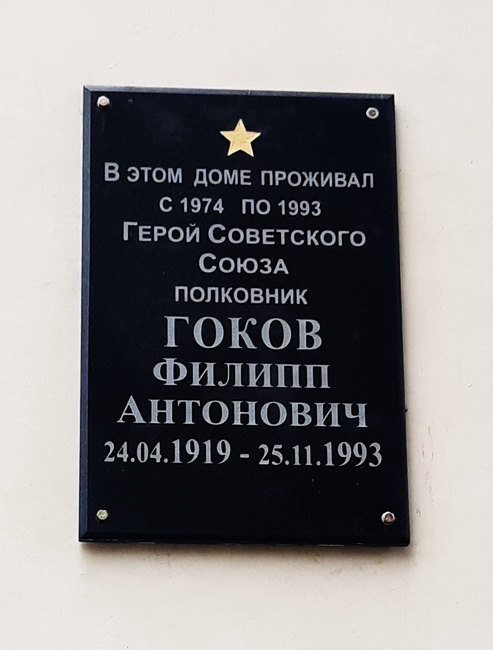 В ЭТОМ ДОМЕ ПРОЖИВАЛ
С 1974 ПО 1993
ГЕРОЙ СОВЕТСКОГО
СОЮЗА
ПОЛКОВНИК
ГОКОВ
ФИЛИПП
АНТОНОВИЧ
24.04.1919 - 25.11.1993